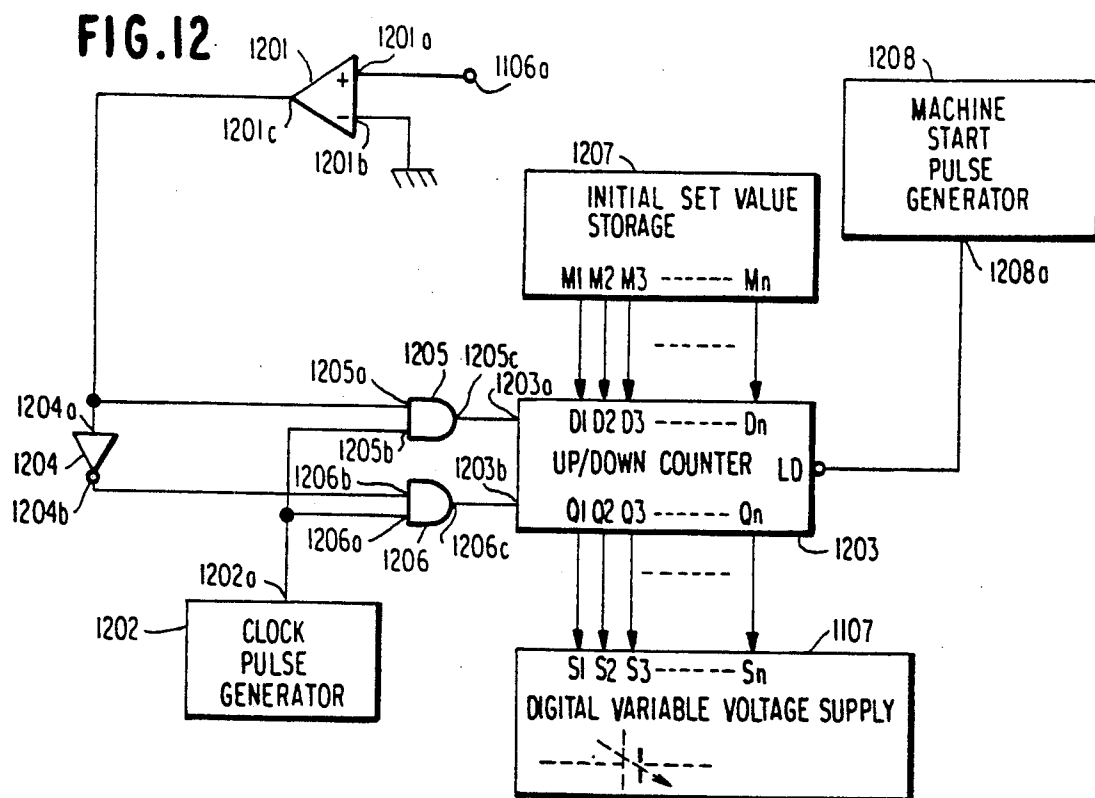 FIG.12
1201
1201a
1106a
+
-
1201c
1201b
1208
MACHINE
START
PULSE
GENERATOR
1208a
1207
INITIAL SET VALUE
STORAGE
M1 M2 M3 ------ Mn
------
1204a
1204
1204b
1205a
1205
1205c
1205b
1203a
1206b
1203b
1206a
1206
1206c
D1 D2 D3 ------ Dn
UP/DOWN COUNTER
LD
Q1 Q2 Q3 ------ Qn
1203
------
1202a
1202
CLOCK
PULSE
GENERATOR
1107
S1 S2 S3 ------ Sn
DIGITAL VARIABLE VOLTAGE SUPPLY